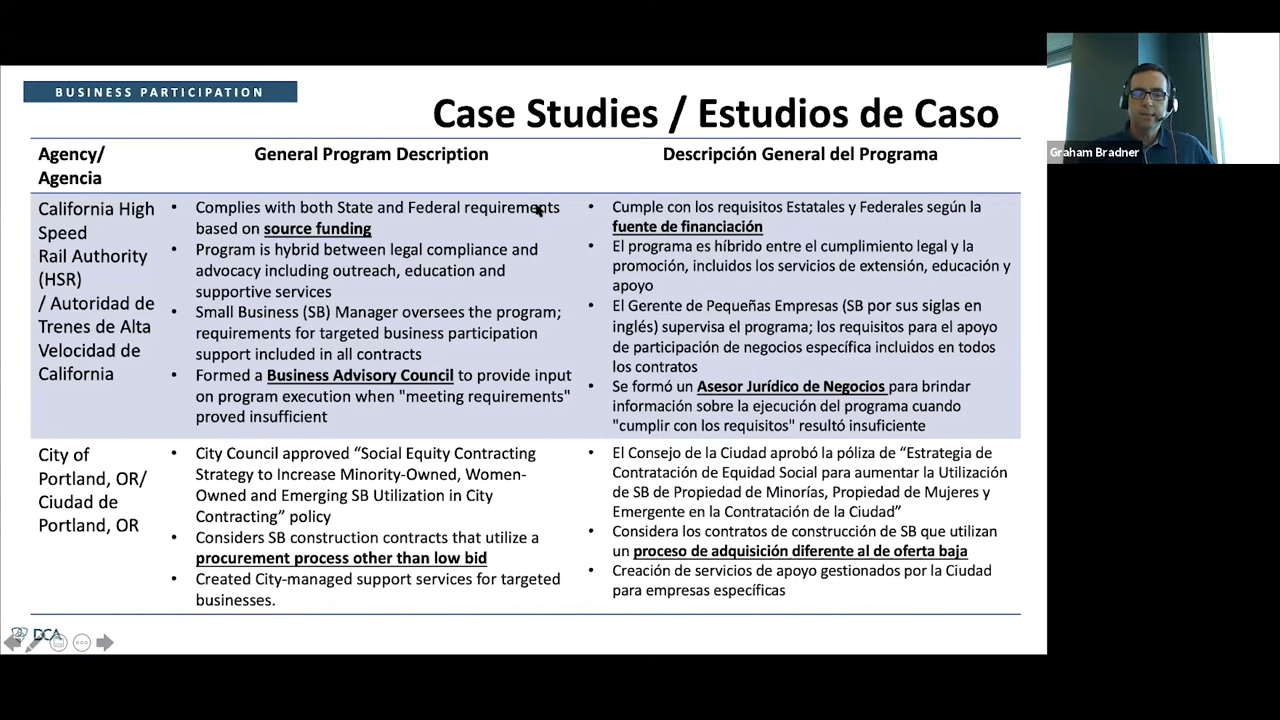 BUSINESS PARTICIPATION
Case Studies / Estudios de Caso
Agency/
Agencia
General Program Description
Descripción General del Programa
California High
Speed
Rail Authority
(HSR)
/ Autoridad de
Trenes de Alta
Velocidad de
California
• Complies with both State and Federal requirements
based on source funding
• Program is hybrid between legal compliance and
advocacy including outreach, education and
supportive services
• Small Business (SB) Manager oversees the program;
requirements for targeted business participation
support included in all contracts
• Formed a Business Advisory Council to provide input
on program execution when "meeting requirements"
proved insufficient
• Cumple con los requisitos Estatales y Federales según la
fuente de financiación
• El programa es híbrido entre el cumplimiento legal y la
promoción, incluidos los servicios de extensión, educación y
apoyo
• El Gerente de Pequeñas Empresas (SB por sus siglas en
inglés) supervisa el programa; los requisitos para el apoyo
de participación de negocios específica incluidos en todos
los contratos
• Se formó un Asesor Jurídico de Negocios para brindar
información sobre la ejecución del programa cuando
"cumplir con los requisitos" resultó insuficiente
City of
Portland, OR/
Ciudad de
Portland, OR
• City Council approved “Social Equity Contracting
Strategy to Increase Minority-Owned, Women-
Owned and Emerging SB Utilization in City
Contracting” policy
• Considers SB construction contracts that utilize a
procurement process other than low bid
• Created City-managed support services for targeted
businesses.
• El Consejo de la Ciudad aprobó la póliza de “Estrategia de
Contratación de Equidad Social para aumentar la Utilización
de SB de Propiedad de Minorías, Propiedad de Mujeres y
Emergente en la Contratación de la Ciudad”
• Considera los contratos de construcción de SB que utilizan
un proceso de adquisición diferente al de oferta baja
• Creación de servicios de apoyo gestionados por la Ciudad
para empresas específicas
DCA
Graham Bradner